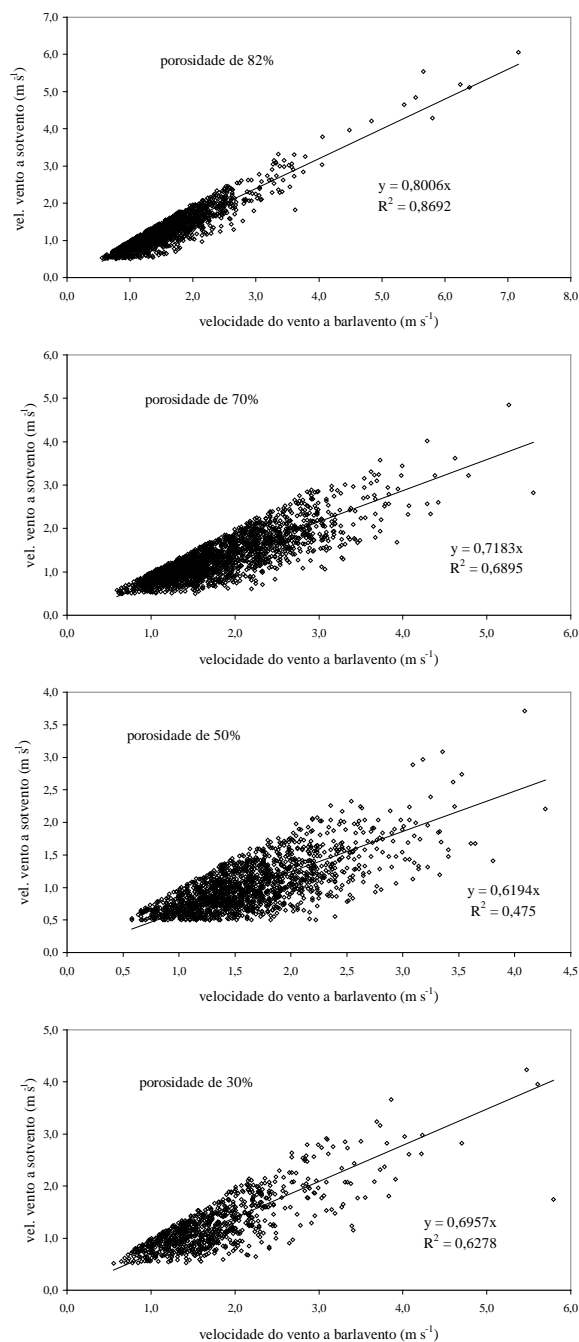 7,0
6,0
5,0
4,0
3,0
2,0
1,0
0,0
vel. vento a sotvento (m s-1)
porosidade de 82%
y = 0,8006x
R2 = 0,8692
0,0 1,0 2,0 3,0 4,0 5,0 6,0 7,0 8,0
velocidade do vento a barlavento (m s-1)
6,0
5,0
4,0
3,0
2,0
1,0
0,0
vel. vento a sotvento (m s-1)
porosidade de 70%
y = 0,7183x
R2 = 0,6895
0,0 1,0 2,0 3,0 4,0 5,0 6,0
velocidade do vento a barlavento (m s-1)
4,0
3,5
3,0
2,5
2,0
1,5
1,0
0,5
0,0
vel. vento a sotvento (m s-1)
porosidade de 50%
y = 0,6194x
R2 = 0,475
0,0 0,5 1,0 1,5 2,0 2,5 3,0 3,5 4,0 4,5
velocidade do vento a barlavento (m s-1)
5,0
4,0
3,0
2,0
1,0
0,0
vel. vento a sotvento (m s-1)
porosidade de 30%
y = 0,6957x
R2 = 0,6278
0,0 1,0 2,0 3,0 4,0 5,0 6,0
velocidade do vento a barlavento (m s-1)